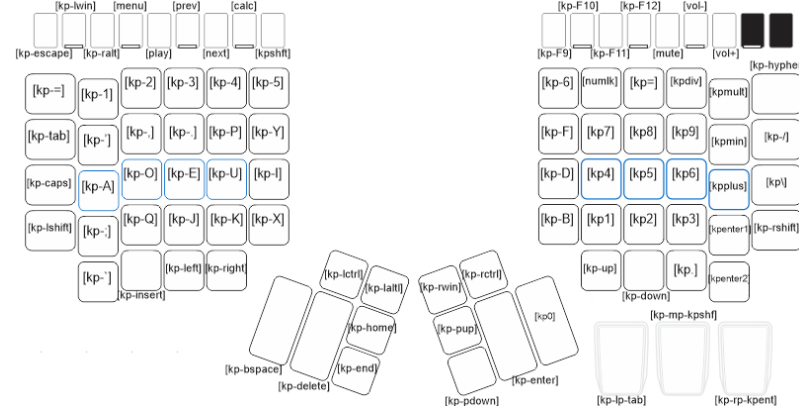 [kp-lwin] [menu] [prev] [calc] [kp-F10] [kp-F12] [vol-]
[kp-escape] [kp-ralt] [play] [next] [kpshft] [kp-F9] [kp-F11] [mute] [vol+]
[kp-hyphe
[kp-=] [kp-1] [kp-2] [kp-3] [kp-4] [kp-5] [kp-6] [numlk] [kp=] [kpdiv] [kpmult]
[kp-tab] [kp-'] [kp-,] [kp-.] [kp-P] [kp-Y] [kp-F] [kp7] [kp8] [kp9] [kpmin] [kp-/]
[kp-caps] [kp-A] [kp-O] [kp-E] [kp-U] [kp-I] [kp-D] [kp4] [kp5] [kp6] [kpplus] [kp\]
[kp-lshift] [kp-;] [kp-Q] [kp-J] [kp-K] [kp-X] [kp-B] [kp1] [kp2] [kp3] [kpenter1] [kp-rshift]
[kp-`] [kp-insert] [kp-left] [kp-right] [kp-up] [kp-down] [kp.] [kpenter2]
[kp-lctrl] [kp-laltl] [kp-rwin] [kp-rctrl]
[kp-home] [kp-pup] [kp0] [kp-mp-kpshf]
[kp-bspace] [kp-end] [kp-enter]
[kp-delete] [kp-pdown] [kp-lp-tab] [kp-rp-kpent]